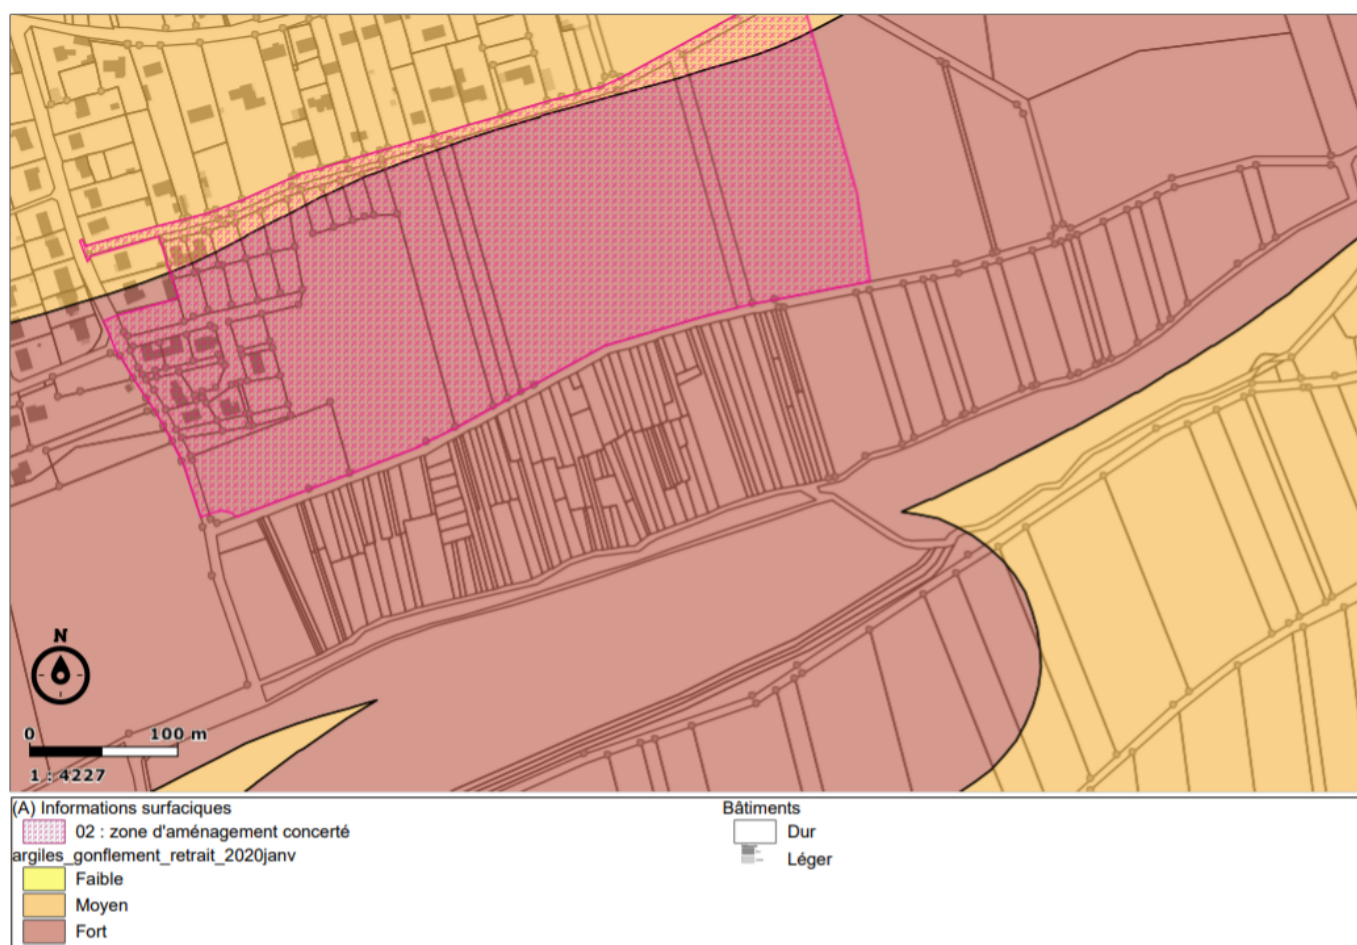 N
0 100 m
1 : 4227
(A) Informations surfaciques
02 : zone d'aménagement concerté
argiles_gonflement_retrait_2020janv
Faible
Moyen
Fort
Bâtiments
Dur
Léger